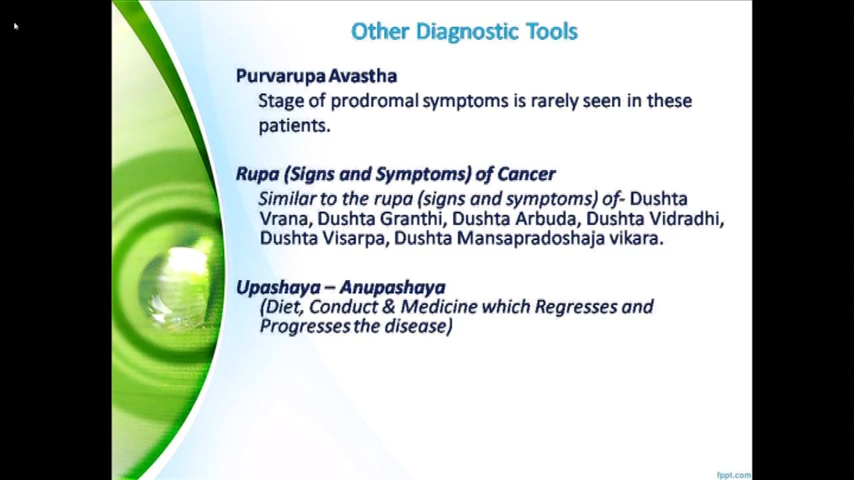 Other Diagnostic Tools
Purvarupa Avastha
Stage of prodromal symptoms is rarely seen in these
patients.
Rupa (Signs and Symptoms) of Cancer
Similar to the rupa (signs and symptoms) of- Dushta
Vrana, Dushta Granthi, Dushta Arbuda, Dushta Vidradhi,
Dushta Visarpa, Dushta Mansapradoshaja vikara.
Upashaya – Anupashaya
(Diet, Conduct & Medicine which Regresses and
Progresses the disease)
fppt.com